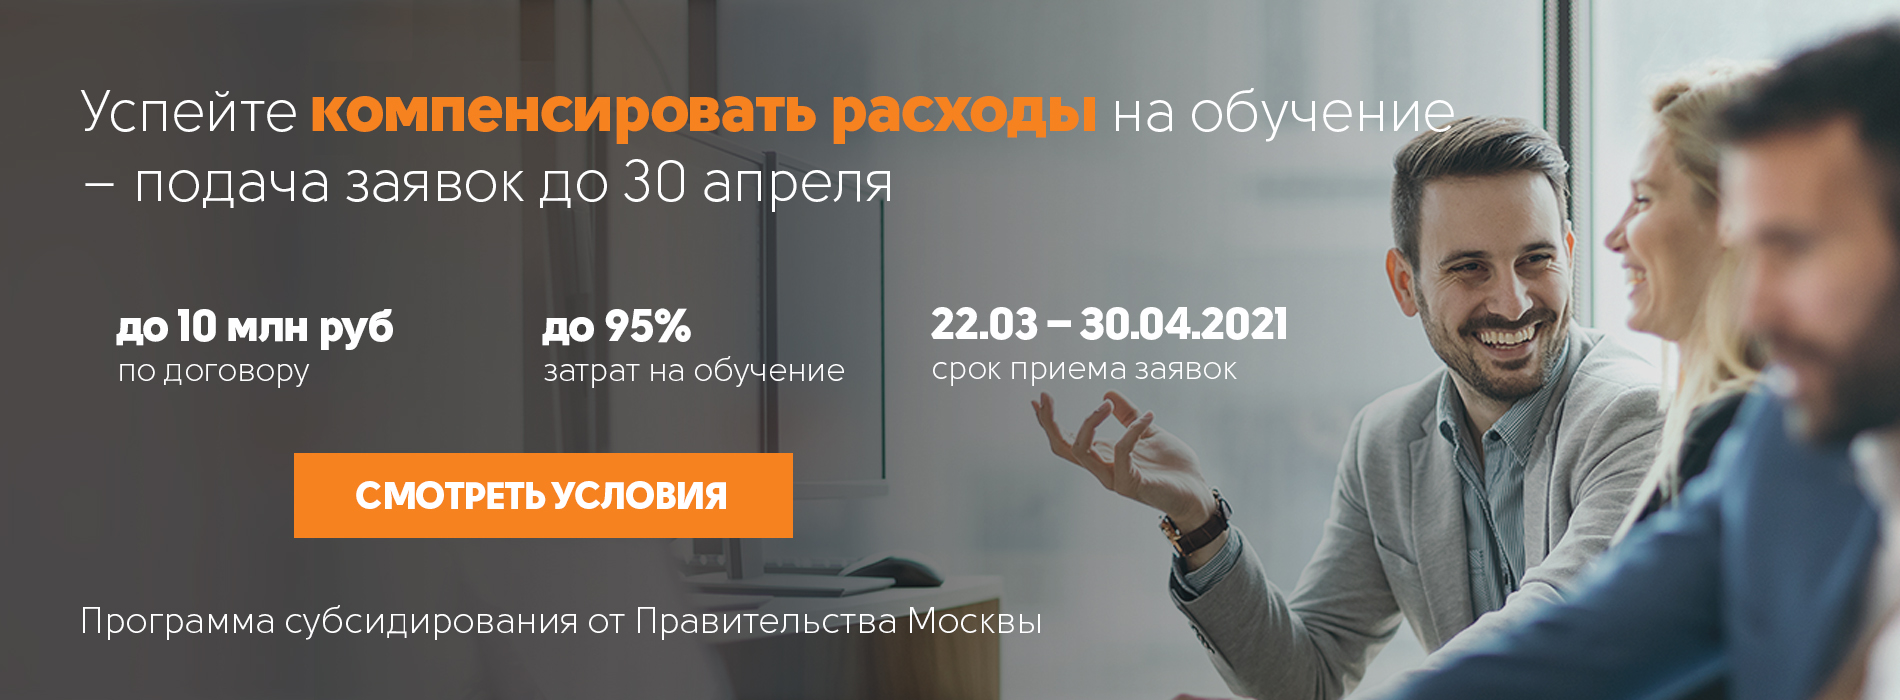 Успейте компенсировать расходы на обучение
– подача заявок до 30 апреля
до 10 млн руб
по договору
до 95%
затрат на обучение
22.03 – 30.04.2021
срок приема заявок
СМОТРЕТЬ УСЛОВИЯ
Программа субсидирования от Правительства Москвы